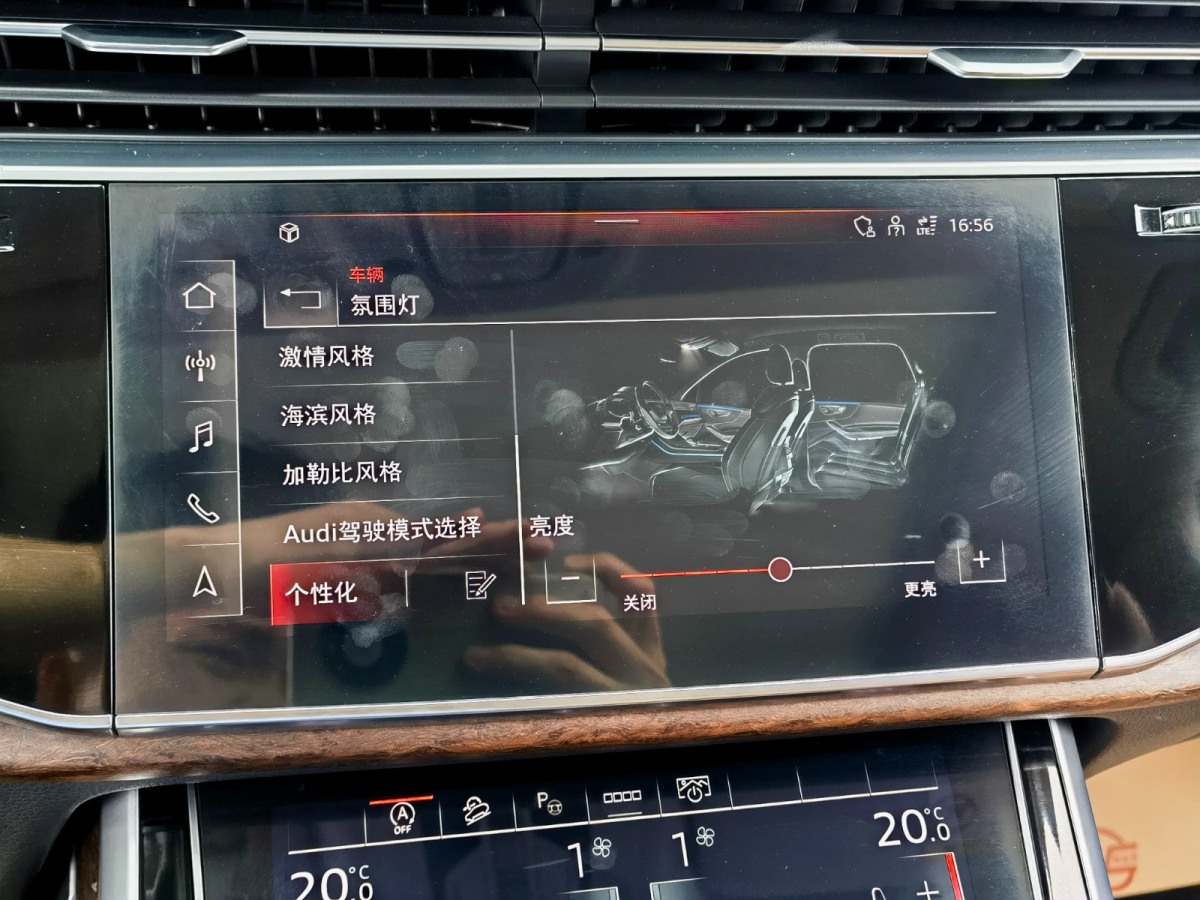 LTE 16:56
车辆
氛围灯
激情风格
海滨风格
加勒比风格
Audi驾驶模式选择
亮度
个性化
− +
关闭 更亮
A P
OFF
1 1 20.0°C
20.0°C
+